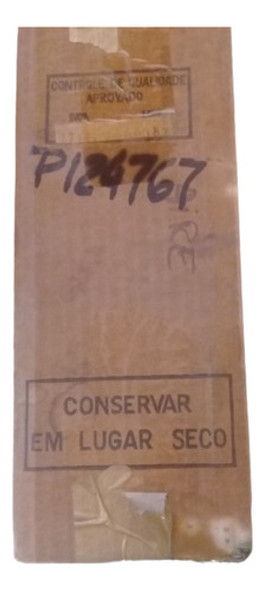 CONTROLE DE QUALIDADE
APROVADO
P124767
CONSERVAR
EM LUGAR SECO